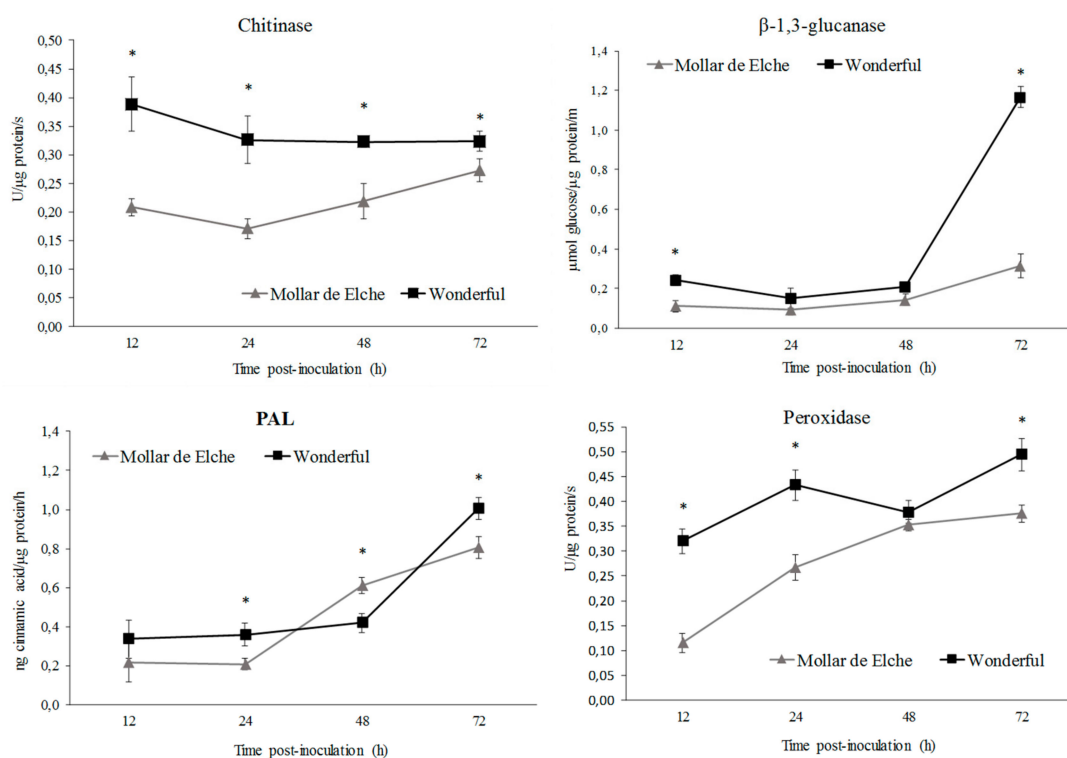 Chitinase
U/µg protein/s
0,50
*
0,45
*
0,40
*
*
0,35
0,30
0,25
0,20
0,15
0,10
Mollar de Elche Wonderful
0,05
0,00
12 24 48 72
Time post-inoculation (h)
β-1,3-glucanase
µmol glucose/µg protein/m
1,4
Mollar de Elche Wonderful
*
1,2
1,0
0,8
0,6
0,4
*
0,2
0,0
12 24 48 72
Time post-inoculation (h)
PAL
ng cinnamic acid/µg protein/h
1,4
Mollar de Elche Wonderful
1,2
*
1,0
0,8
*
0,6
*
0,4
0,2
0,0
12 24 48 72
Time post-inoculation (h)
Peroxidase
U/µg protein/s
0,55
*
0,50
*
0,45
0,40
*
0,35
0,30
0,25
0,20
0,15
0,10
Mollar de Elche Wonderful
0,05
0,00
12 24 48 72
Time post-inoculation (h)